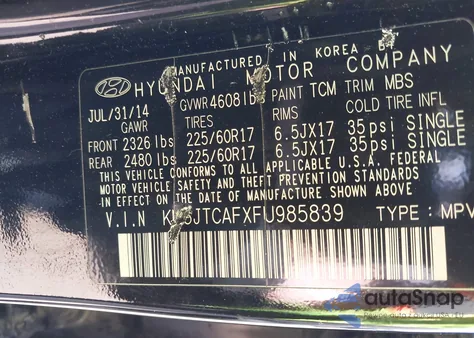 MANUFACTURED IN KOREA
HYUNDAI MOTOR COMPANY
JUL/31/14 GVWR 4608 lbs PAINT TCM TRIM MBS
GAWR TIRES RIMS COLD TIRE INFL
FRONT 2326 lbs 225/60R17 6.5JX17 35psi SINGLE
REAR 2480 lbs 225/60R17 6.5JX17 35psi SINGLE
THIS VEHICLE CONFORMS TO ALL APPLICABLE U.S.A. FEDERAL
MOTOR VEHICLE SAFETY AND THEFT PREVENTION STANDARDS
IN EFFECT ON THE DATE OF MANUFACTURE SHOWN ABOVE
V.I.N JTCAFXFU985839 TYPE: MPV
autoSnap